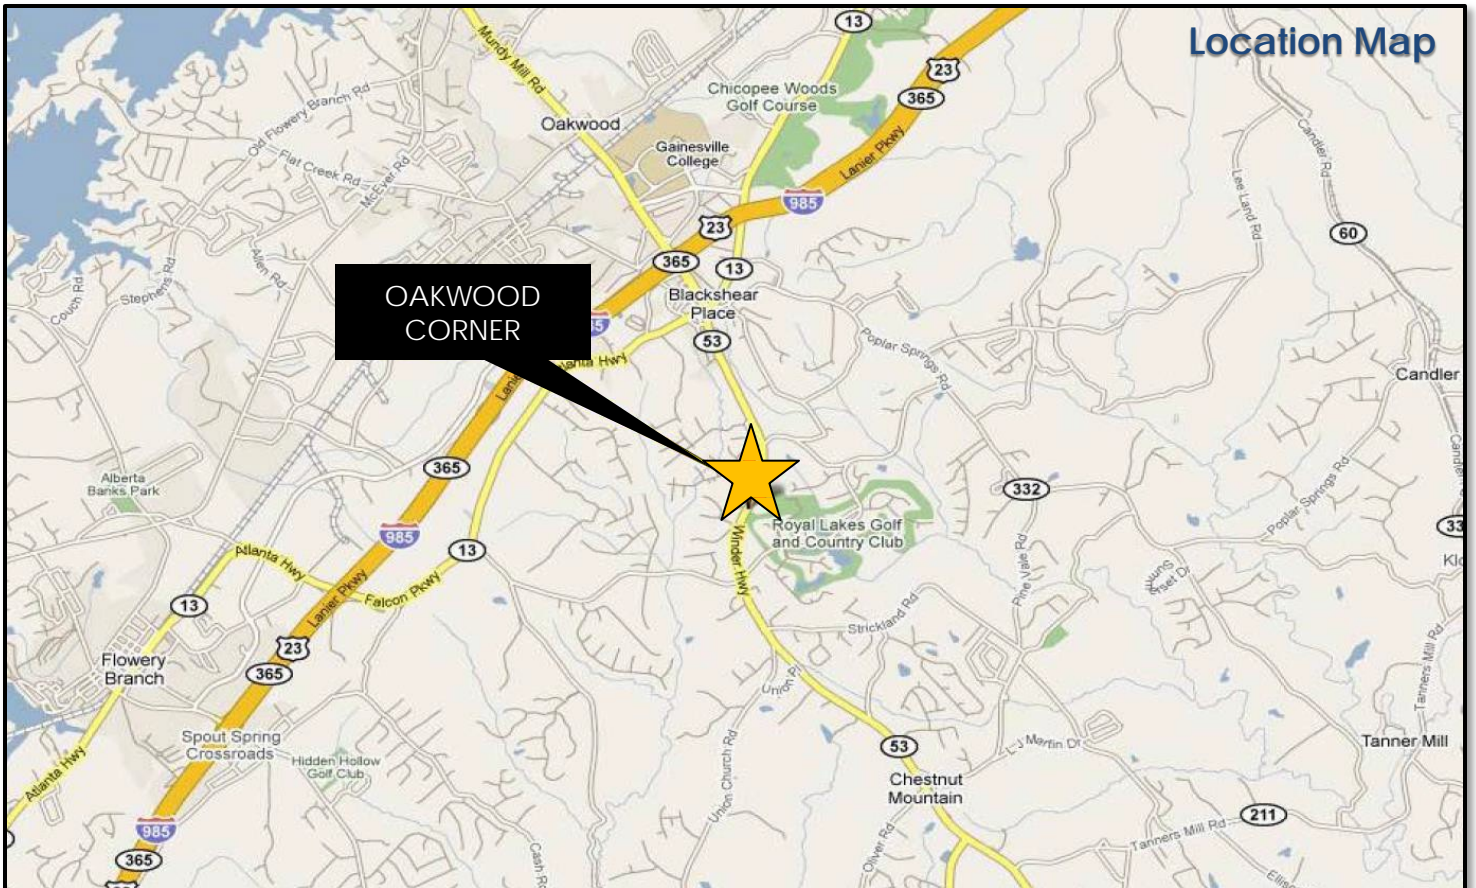 Location Map
13
23
365
Mundy Mill Rd
Chicopee Woods
Golf Course
Oakwood
Old Flowery Branch Rd
Flat Creek Rd
McEver Rd
Gainesville
College
Lanier Pkwy
985
Candler Rd
Lee Land Rd
60
23
365
13
Allen Rd
Stephens Rd
Couch Rd
OAKWOOD
CORNER
Blackshear
Place
53
Poplar Springs Rd
Candler
365
Alberta
Banks Park
332
Poplar Springs Rd
985
Royal Lakes Golf
and Country Club
Winder Hwy
13
Atlanta Hwy
Lanier Pkwy
Falcon Pkwy
Pine Vale Rd
13
Strickland Rd
23
365
Flowery
Branch
Union Pl
Tanners Mill Rd
Spout Spring
Crossroads
Hidden Hollow
Golf Club
53
L J Martin Dr
Tanner Mill
Union Church Rd
Chestnut
Mountain
Atlanta Hwy
985
211
Tanners Mill Rd
365
Oliver Rd